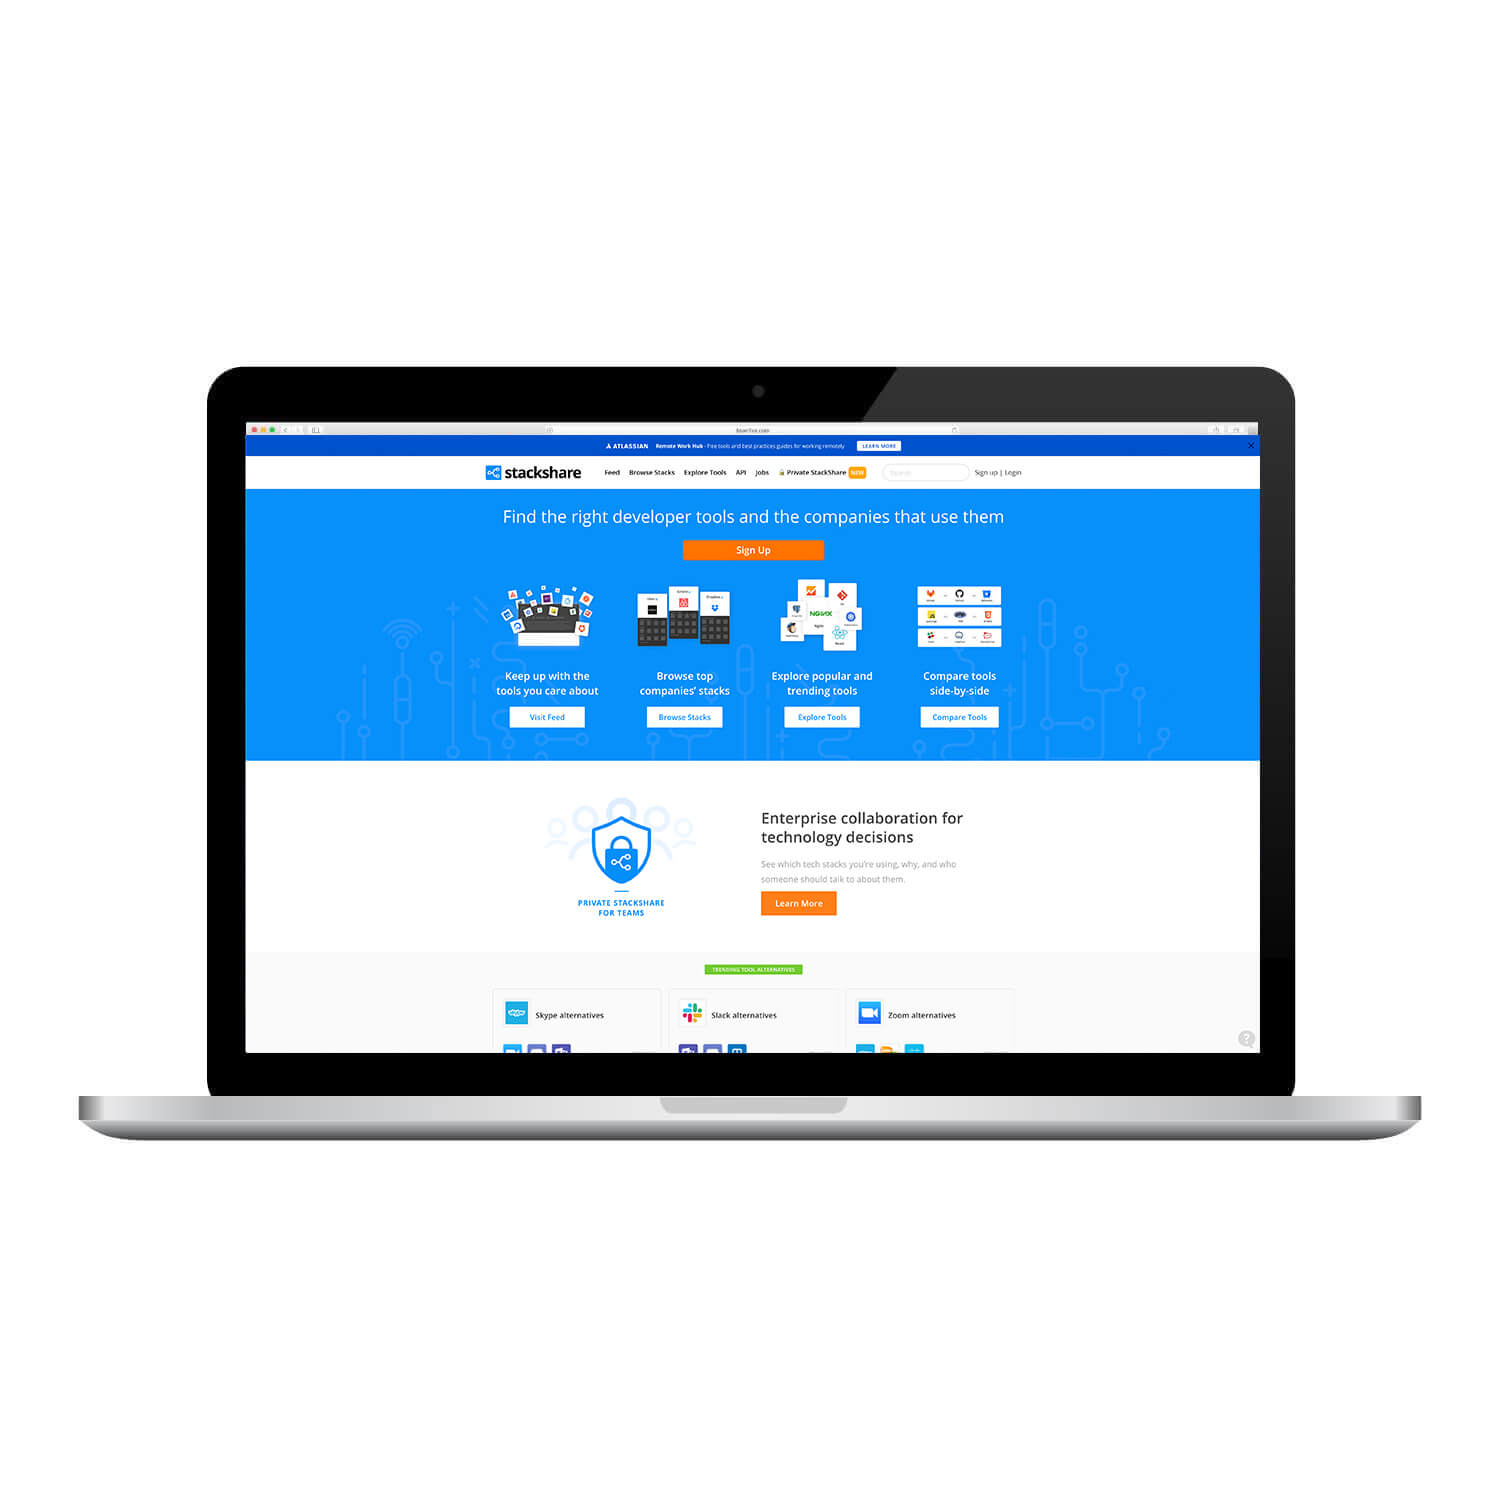 ATLASSIAN Remote Work Hub - Free tools and best practices guides for working remotely LEARN MORE
stackshare Feed Browse Stacks Explore Tools API Jobs Private StackShare NEW Search Sign up | Login
Find the right developer tools and the companies that use them
Sign Up
NGINX
Keep up with the
tools you care about
Visit Feed
Browse top
companies' stacks
Browse Stacks
Explore popular and
trending tools
Explore Tools
Compare tools
side-by-side
Compare Tools
PRIVATE STACKSHARE
FOR TEAMS
Enterprise collaboration for
technology decisions
See which tech stacks you're using, why, and who
someone should talk to about them.
Learn More
TRENDING TOOL ALTERNATIVES
Skype alternatives
Slack alternatives
Zoom alternatives